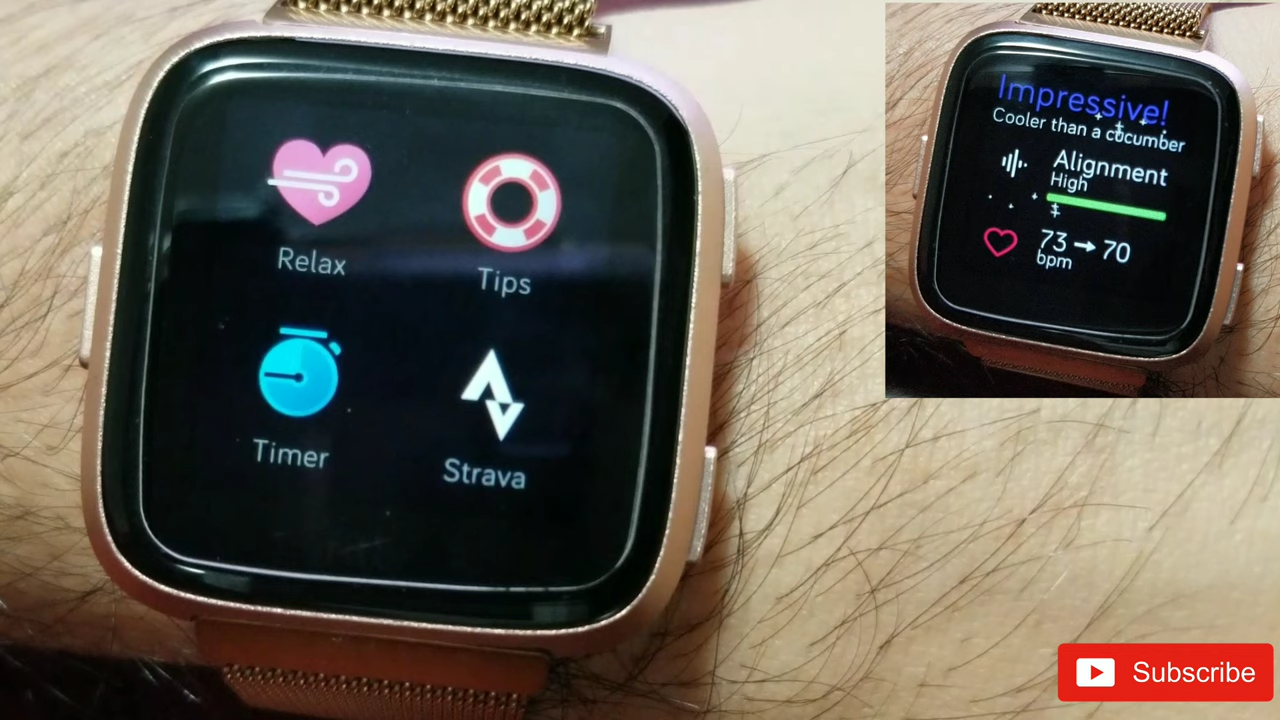 Relax
Tips
Timer
Strava
Impressive!
Cooler than a cucumber
Alignment
High
73 → 70
bpm
Subscribe